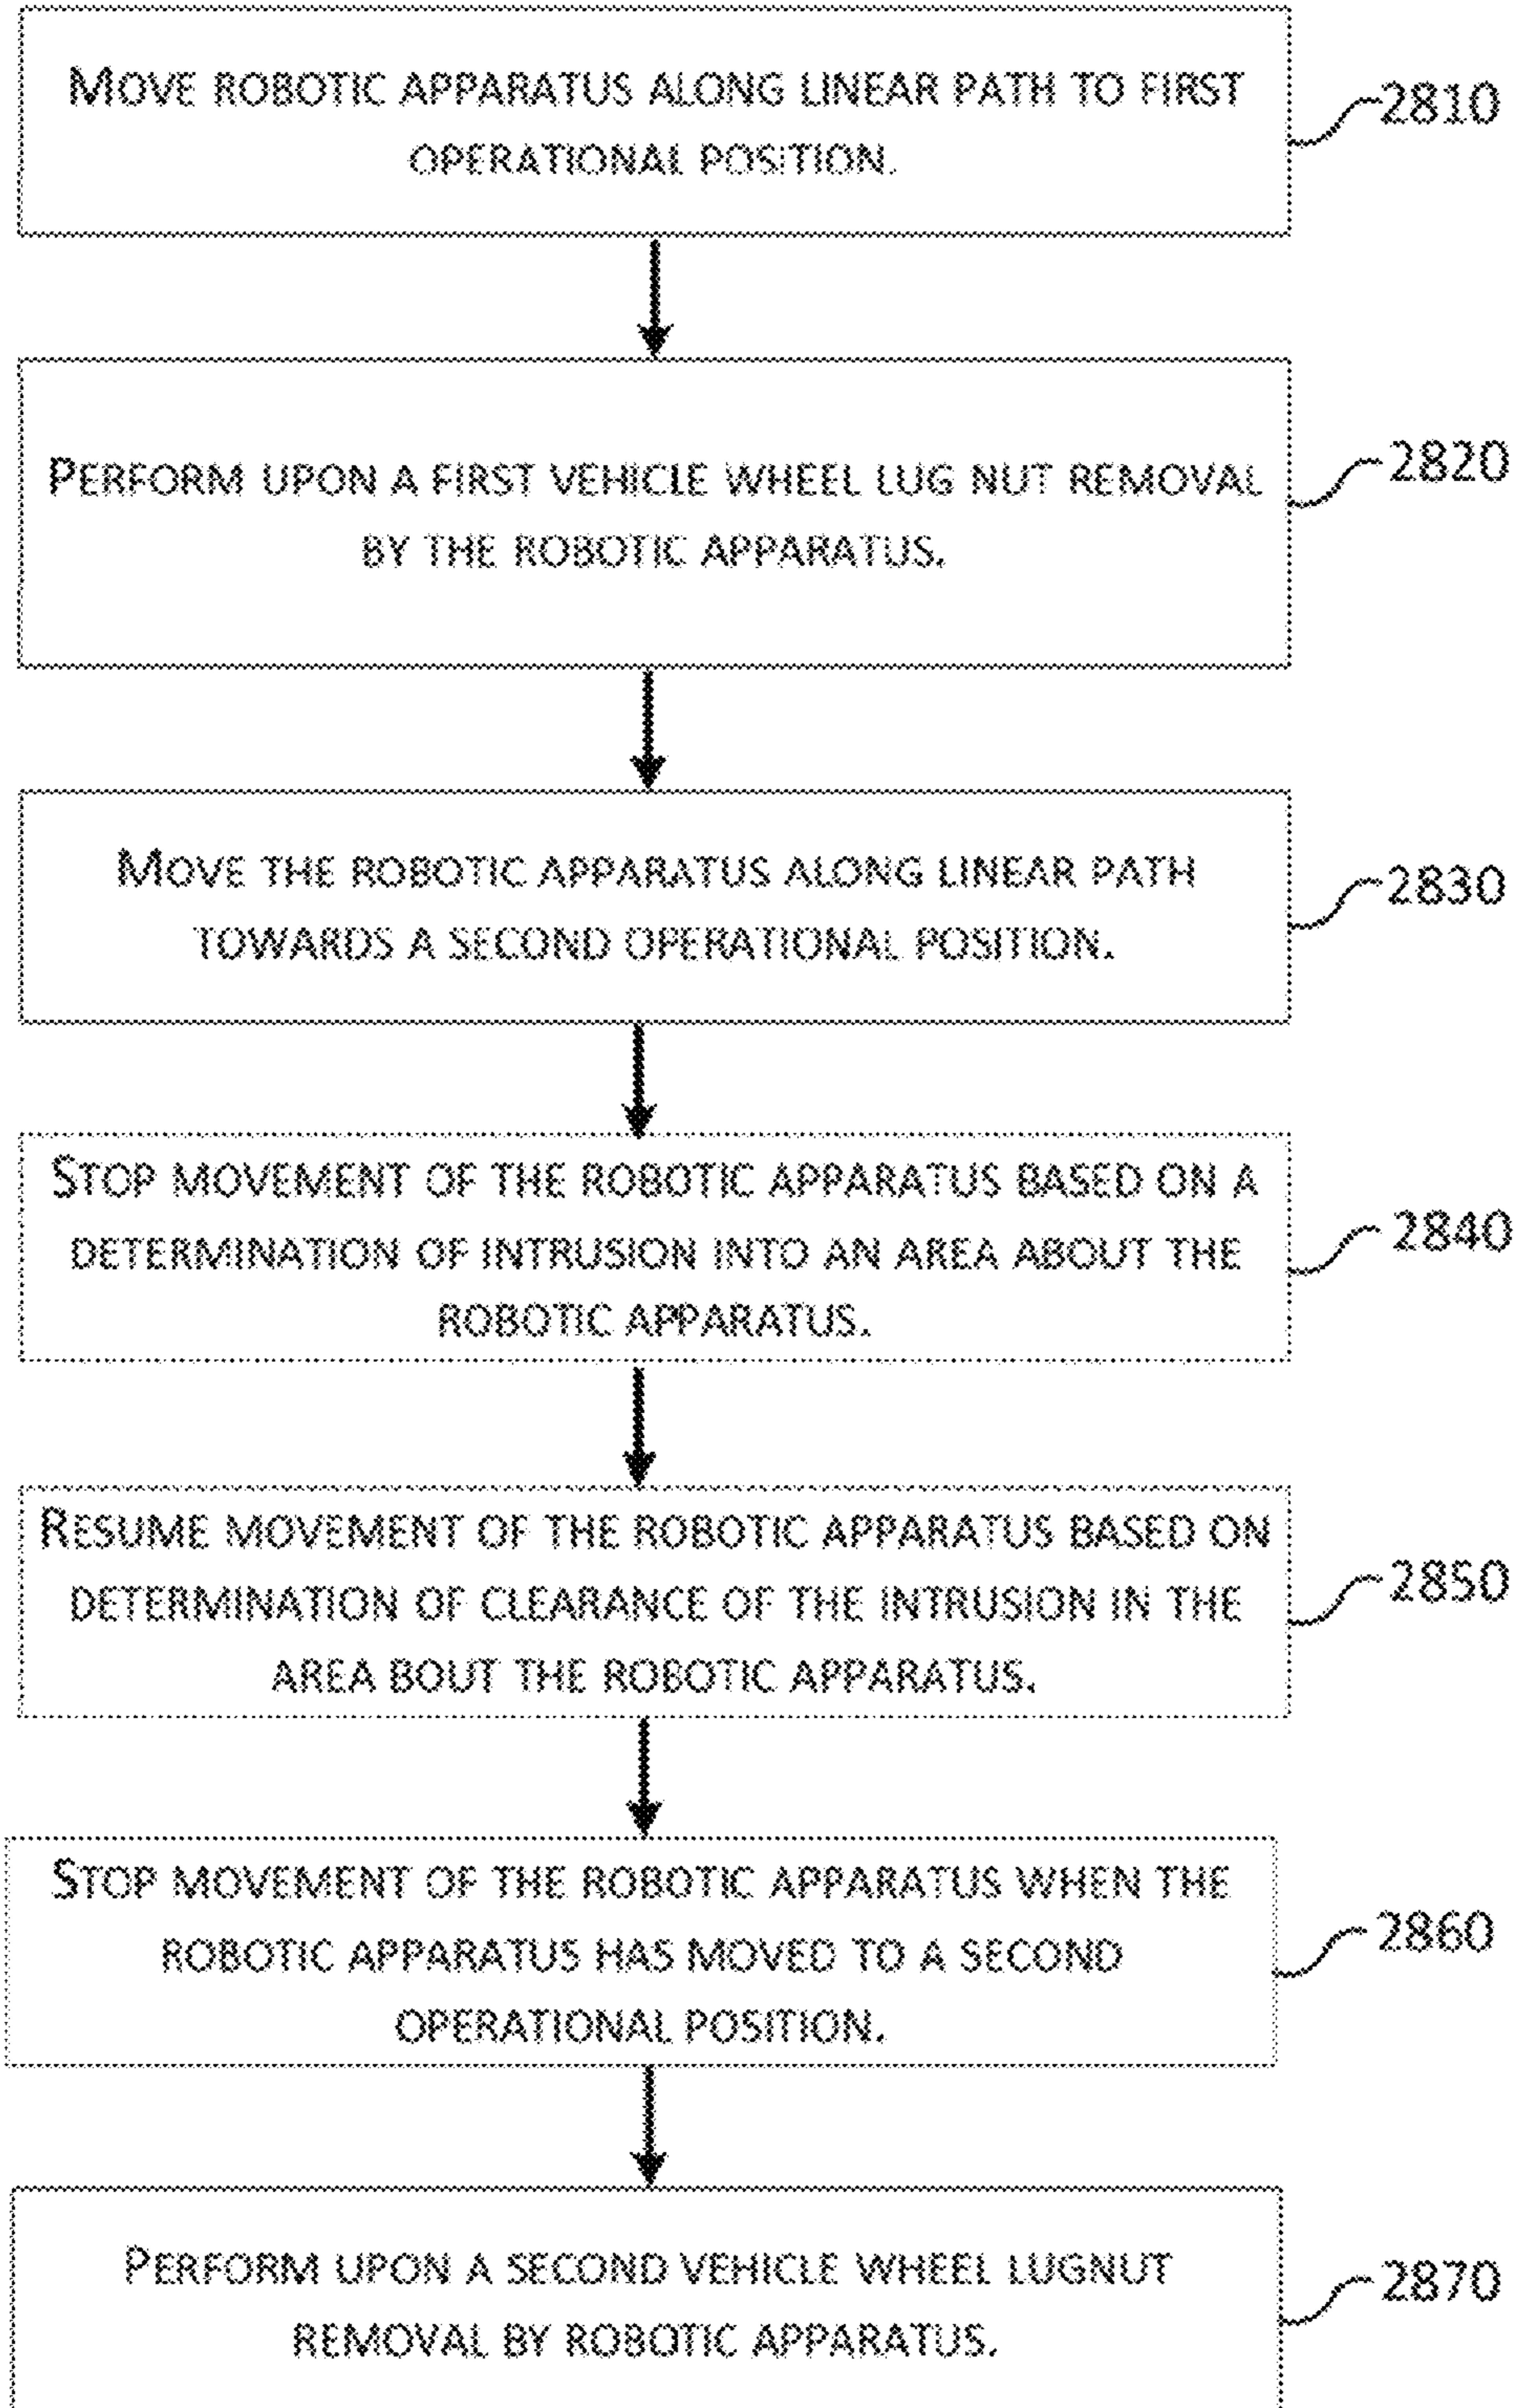 MOVE ROBOTIC APPARATUS ALONG LINEAR PATH TO FIRST
OPERATIONAL POSITION.
2810
PERFORM UPON A FIRST VEHICLE WHEEL LUG NUT REMOVAL
BY THE ROBOTIC APPARATUS.
2820
MOVE THE ROBOTIC APPARATUS ALONG LINEAR PATH
TOWARDS A SECOND OPERATIONAL POSITION.
2830
STOP MOVEMENT OF THE ROBOTIC APPARATUS BASED ON A
DETERMINATION OF INTRUSION INTO AN AREA ABOUT THE
ROBOTIC APPARATUS.
2840
RESUME MOVEMENT OF THE ROBOTIC APPARATUS BASED ON
DETERMINATION OF CLEARANCE OF THE INTRUSION IN THE
AREA BOUT THE ROBOTIC APPARATUS.
2850
STOP MOVEMENT OF THE ROBOTIC APPARATUS WHEN THE
ROBOTIC APPARATUS HAS MOVED TO A SECOND
OPERATIONAL POSITION.
2860
PERFORM UPON A SECOND VEHICLE WHEEL LUGNUT
REMOVAL BY ROBOTIC APPARATUS.
2870